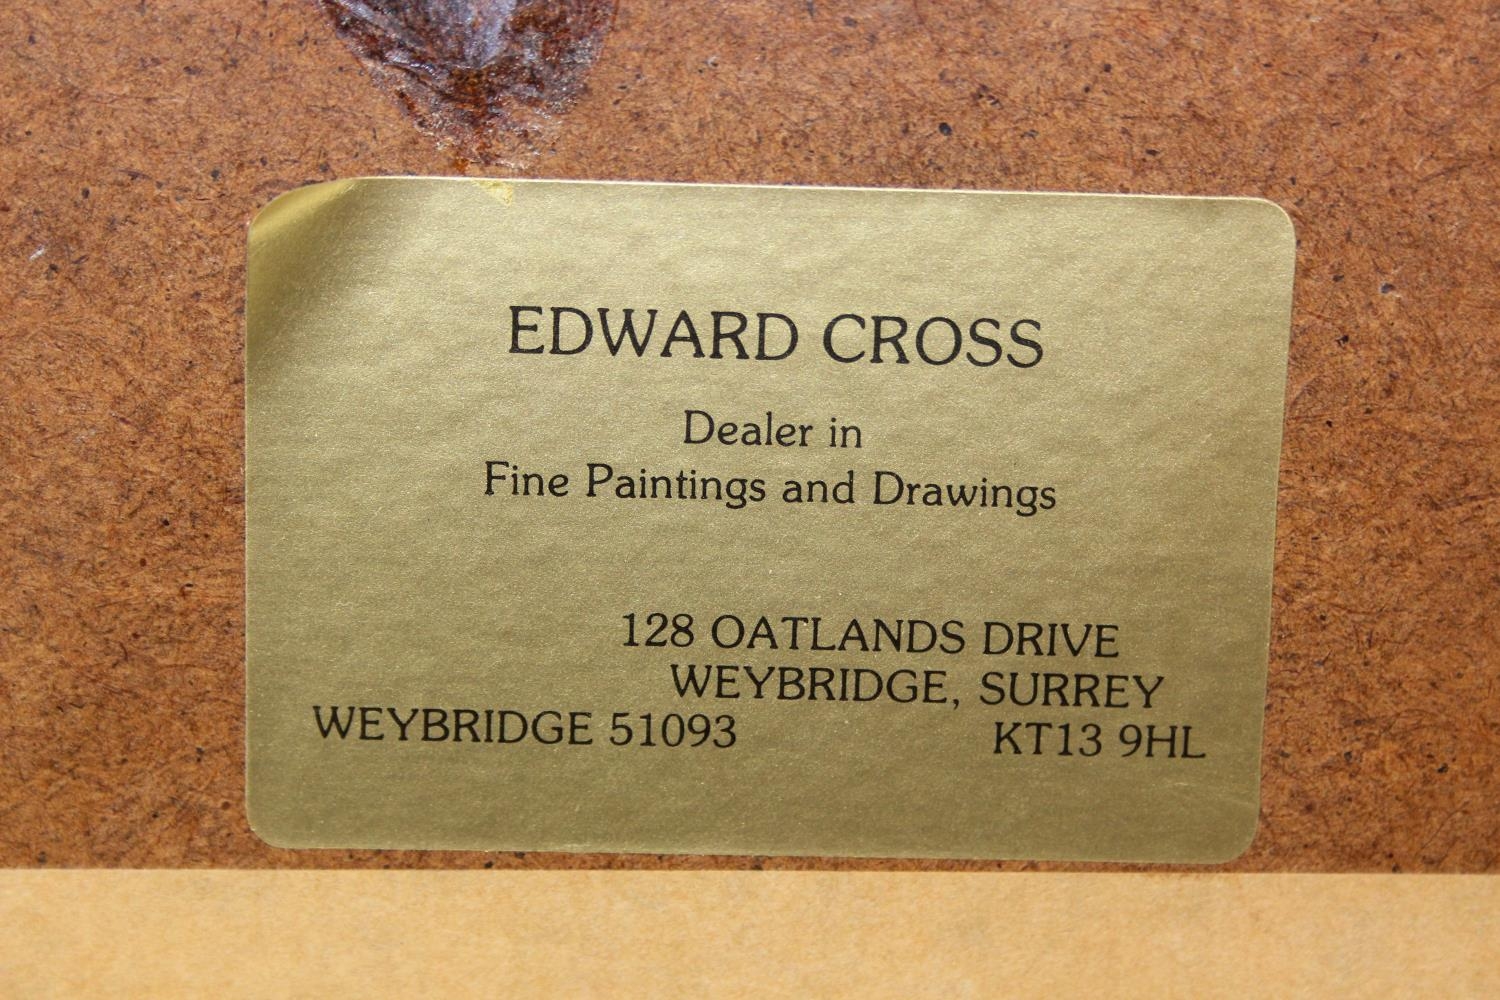 EDWARD CROSS
Dealer in
Fine Paintings and Drawings
128 OATLANDS DRIVE
WEYBRIDGE, SURREY
WEYBRIDGE 51093 KT13 9HL